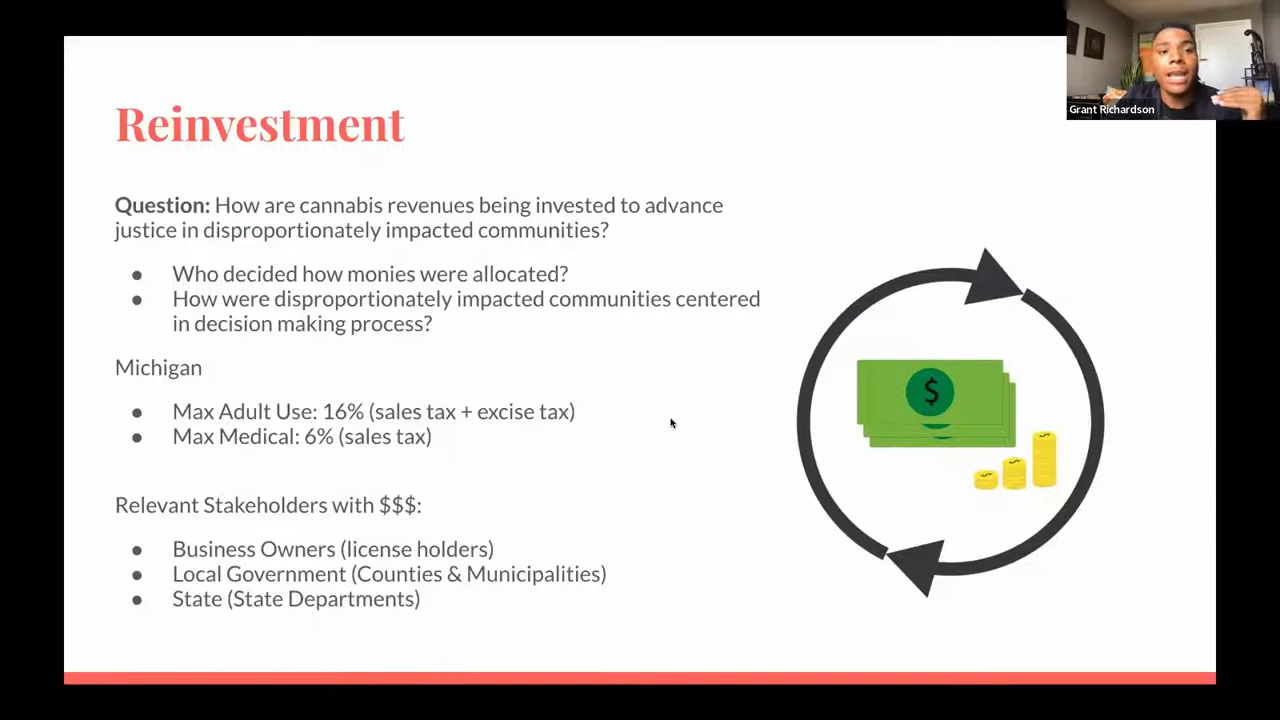 Grant Richardson
Reinvestment
Question: How are cannabis revenues being invested to advance
justice in disproportionately impacted communities?
● Who decided how monies were allocated?
● How were disproportionately impacted communities centered
in decision making process?
Michigan
● Max Adult Use: 16% (sales tax + excise tax)
● Max Medical: 6% (sales tax)
Relevant Stakeholders with $$$:
● Business Owners (license holders)
● Local Government (Counties & Municipalities)
● State (State Departments)
$